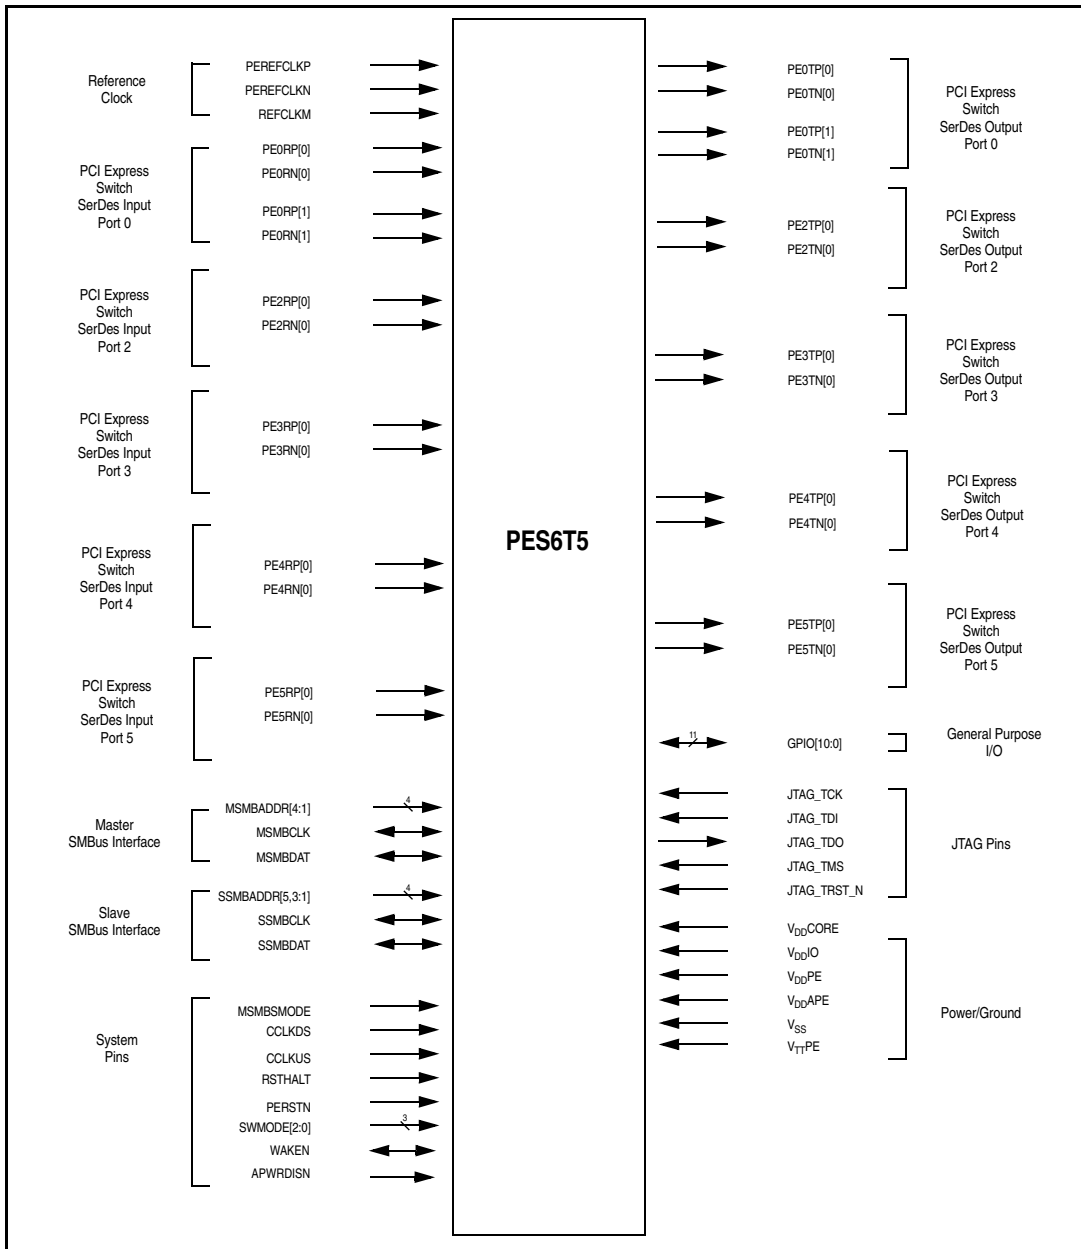 Reference
Clock
PEREFCLKP
PEREFCLKN
REFCLKM
PCI Express
Switch
SerDes Input
Port 0
PE0RP[0]
PE0RN[0]
PE0RP[1]
PE0RN[1]
PCI Express
Switch
SerDes Input
Port 2
PE2RP[0]
PE2RN[0]
PCI Express
Switch
SerDes Input
Port 3
PE3RP[0]
PE3RN[0]
PCI Express
Switch
SerDes Input
Port 4
PE4RP[0]
PE4RN[0]
PCI Express
Switch
SerDes Input
Port 5
PE5RP[0]
PE5RN[0]
Master
SMBus Interface
MSMBADDR[4:1]
4
MSMBCLK
MSMBDAT
Slave
SMBus Interface
SSMBADDR[5,3:1]
4
SSMBCLK
SSMBDAT
System
Pins
MSMBSMODE
CCLKDS
CCLKUS
RSTHALT
PERSTN
SWMODE[2:0]
3
WAKEN
APWRDISN
PES6T5
PE0TP[0]
PE0TN[0]
PE0TP[1]
PE0TN[1]
PCI Express
Switch
SerDes Output
Port 0
PE2TP[0]
PE2TN[0]
PCI Express
Switch
SerDes Output
Port 2
PE3TP[0]
PE3TN[0]
PCI Express
Switch
SerDes Output
Port 3
PE4TP[0]
PE4TN[0]
PCI Express
Switch
SerDes Output
Port 4
PE5TP[0]
PE5TN[0]
PCI Express
Switch
SerDes Output
Port 5
11
GPIO[10:0]
General Purpose
I/O
JTAG_TCK
JTAG_TDI
JTAG_TDO
JTAG_TMS
JTAG_TRST_N
JTAG Pins
VDDCORE
VDDIO
VDDPE
VDDAPE
VSS
VTTPE
Power/Ground